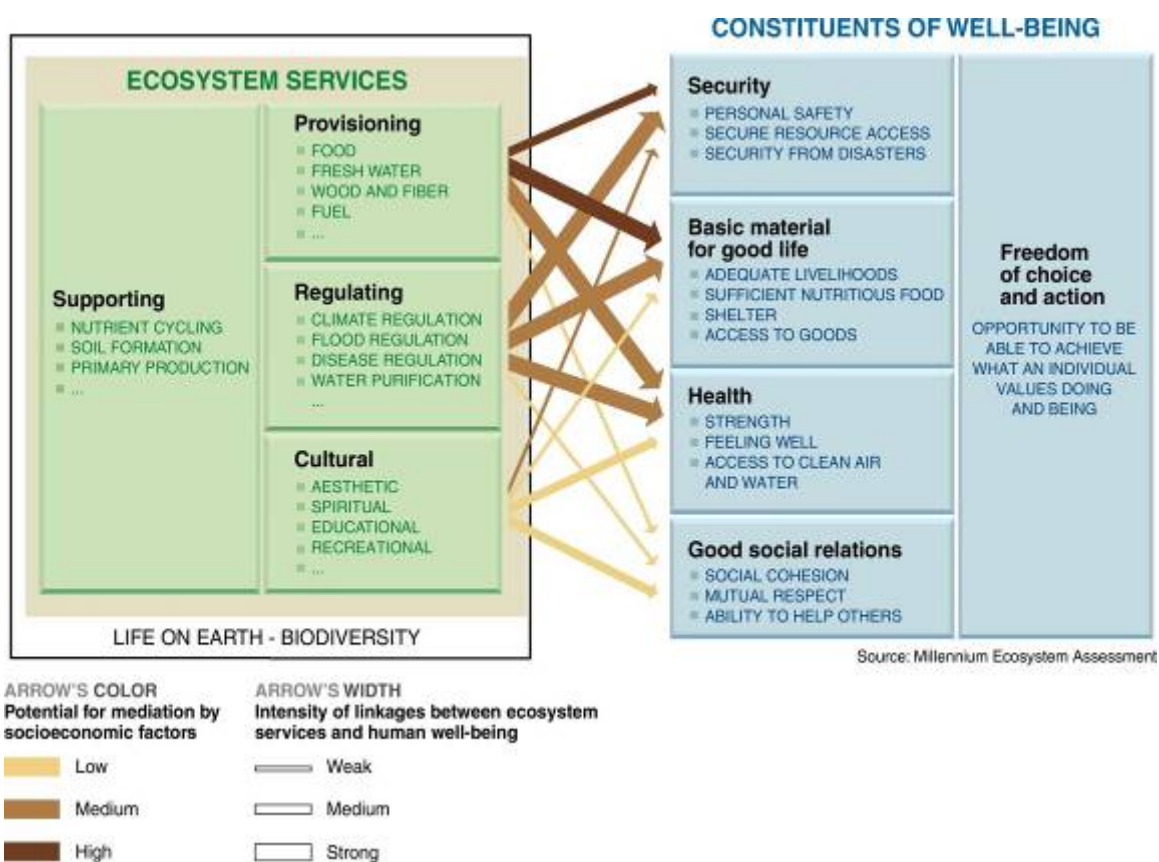 CONSTITUENTS OF WELL-BEING
ECOSYSTEM SERVICES
Supporting
NUTRIENT CYCLING
SOIL FORMATION
PRIMARY PRODUCTION
...
Provisioning
FOOD
FRESH WATER
WOOD AND FIBER
FUEL
...
Regulating
CLIMATE REGULATION
FLOOD REGULATION
DISEASE REGULATION
WATER PURIFICATION
...
Cultural
AESTHETIC
SPIRITUAL
EDUCATIONAL
RECREATIONAL
...
LIFE ON EARTH - BIODIVERSITY
Security
PERSONAL SAFETY
SECURE RESOURCE ACCESS
SECURITY FROM DISASTERS
Basic material
for good life
ADEQUATE LIVELIHOODS
SUFFICIENT NUTRITIOUS FOOD
SHELTER
ACCESS TO GOODS
Health
STRENGTH
FEELING WELL
ACCESS TO CLEAN AIR
AND WATER
Good social relations
SOCIAL COHESION
MUTUAL RESPECT
ABILITY TO HELP OTHERS
Freedom
of choice
and action
OPPORTUNITY TO BE
ABLE TO ACHIEVE
WHAT AN INDIVIDUAL
VALUES DOING
AND BEING
Source: Millennium Ecosystem Assessment
ARROW'S COLOR
Potential for mediation by
socioeconomic factors
Low
Medium
High
ARROW'S WIDTH
Intensity of linkages between ecosystem
services and human well-being
Weak
Medium
Strong